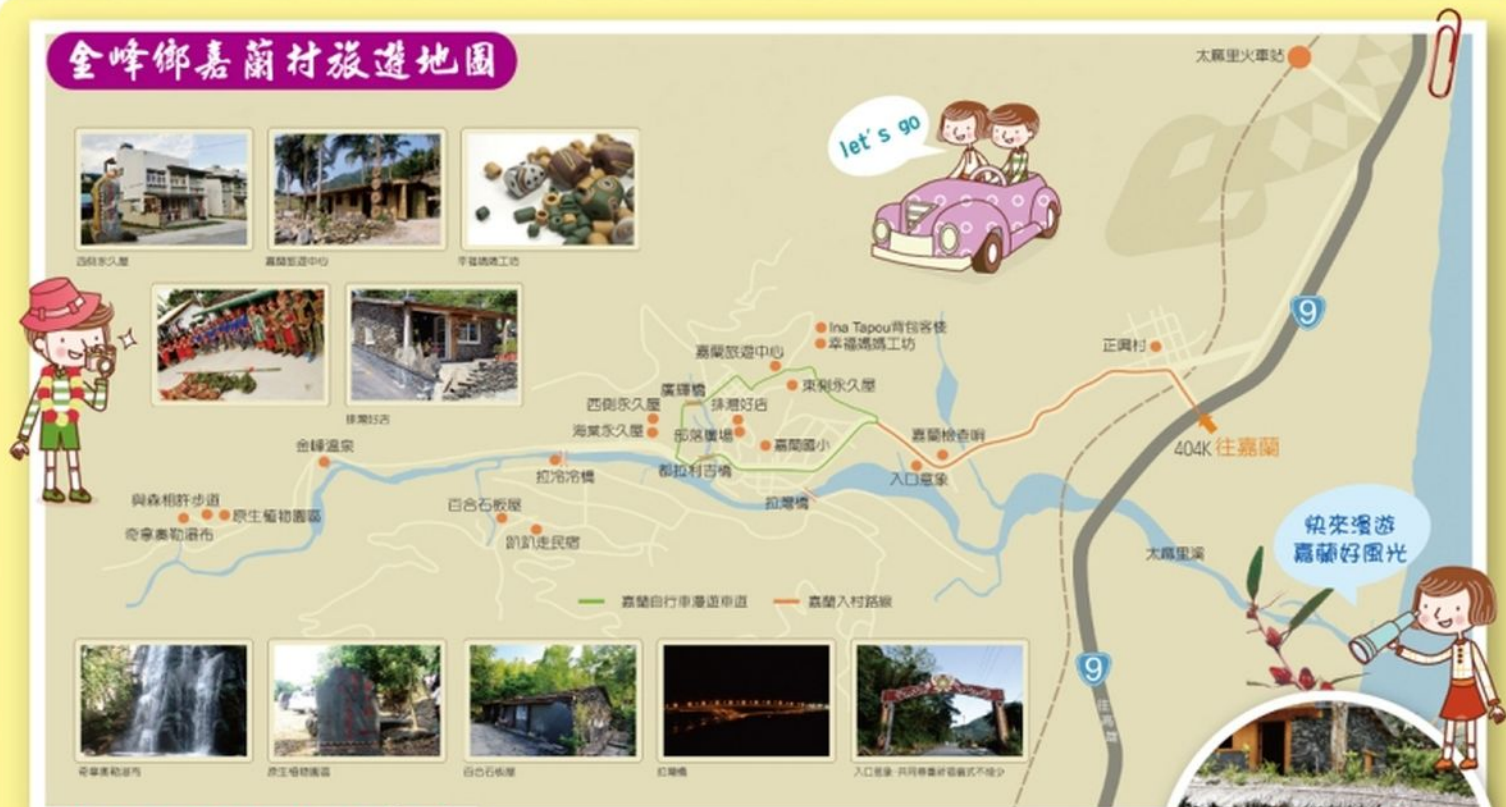 金峰鄉嘉蘭村旅遊地圖
太麻里火車站
let's go
西側永久屋
嘉蘭旅遊中心
幸福媽媽工坊
9
Ina Tapou背包客棧
幸福媽媽工坊
嘉蘭旅遊中心
正興村
東側永久屋
廣輝橋
西側永久屋
排灣好店
排灣好店
海棠永久屋
部落廣場
嘉蘭國小
嘉蘭檢查哨
404K 往嘉蘭
金峰溫泉
都拉利吉橋
拉冷冷橋
入口意象
拉灣橋
與森相許步道
原生植物園區
奇拿奧勒瀑布
百合石板屋
趴趴走民宿
快來漫遊
嘉蘭好風光
太麻里溪
嘉蘭自行車漫遊車道
嘉蘭入村路線
9
奇拿奧勒瀑布
原生植物園區
百合石板屋
拉灣橋